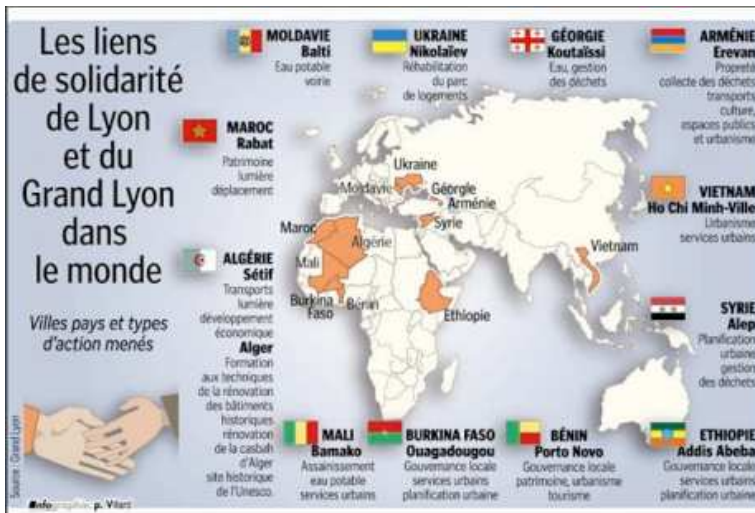 Les liens
de solidarité
de Lyon
et du
Grand Lyon
dans
le monde
Villes pays et types
d'action menés
MOLDAVIE
Balti
Eau potable
voirie
UKRAINE
Nikolaïev
Réhabilitation
du parc
de logements
GÉORGIE
Koutaïssi
Eau, gestion
des déchets
ARMÉNIE
Erevan
Propreté
collecte des déchets
transports
culture,
espaces publics
et urbanisme
MAROC
Rabat
Patrimoine
lumière
déplacement
ALGÉRIE
Sétif
Transports
lumière
développement
économique
Alger
Formation
aux techniques
de la rénovation
des bâtiments
historiques
rénovation
de la casbah
d'Alger
site historique
de l'Unesco.
Ukraine
Moldavie
Géorgie
Arménie
Syrie
Maroc
Algérie
Mali
Burkina
Faso
Bénin
Ethiopie
Vietnam
VIETNAM
Ho Chi Minh-Ville
Urbanisme
services urbains
SYRIE
Alep
Planification
urbaine
gestion
des déchets
MALI
Bamako
Assainissement
eau potable
services urbains
BURKINA FASO
Ouagadougou
Gouvernance locale
services urbains
planification urbaine
BÉNIN
Porto Novo
Gouvernance locale
patrimoine, urbanisme
tourisme
ETHIOPIE
Addis Abeba
Gouvernance locale
services urbains
planification urbaine
Source : Grand Lyon
Infographie. p. Villard